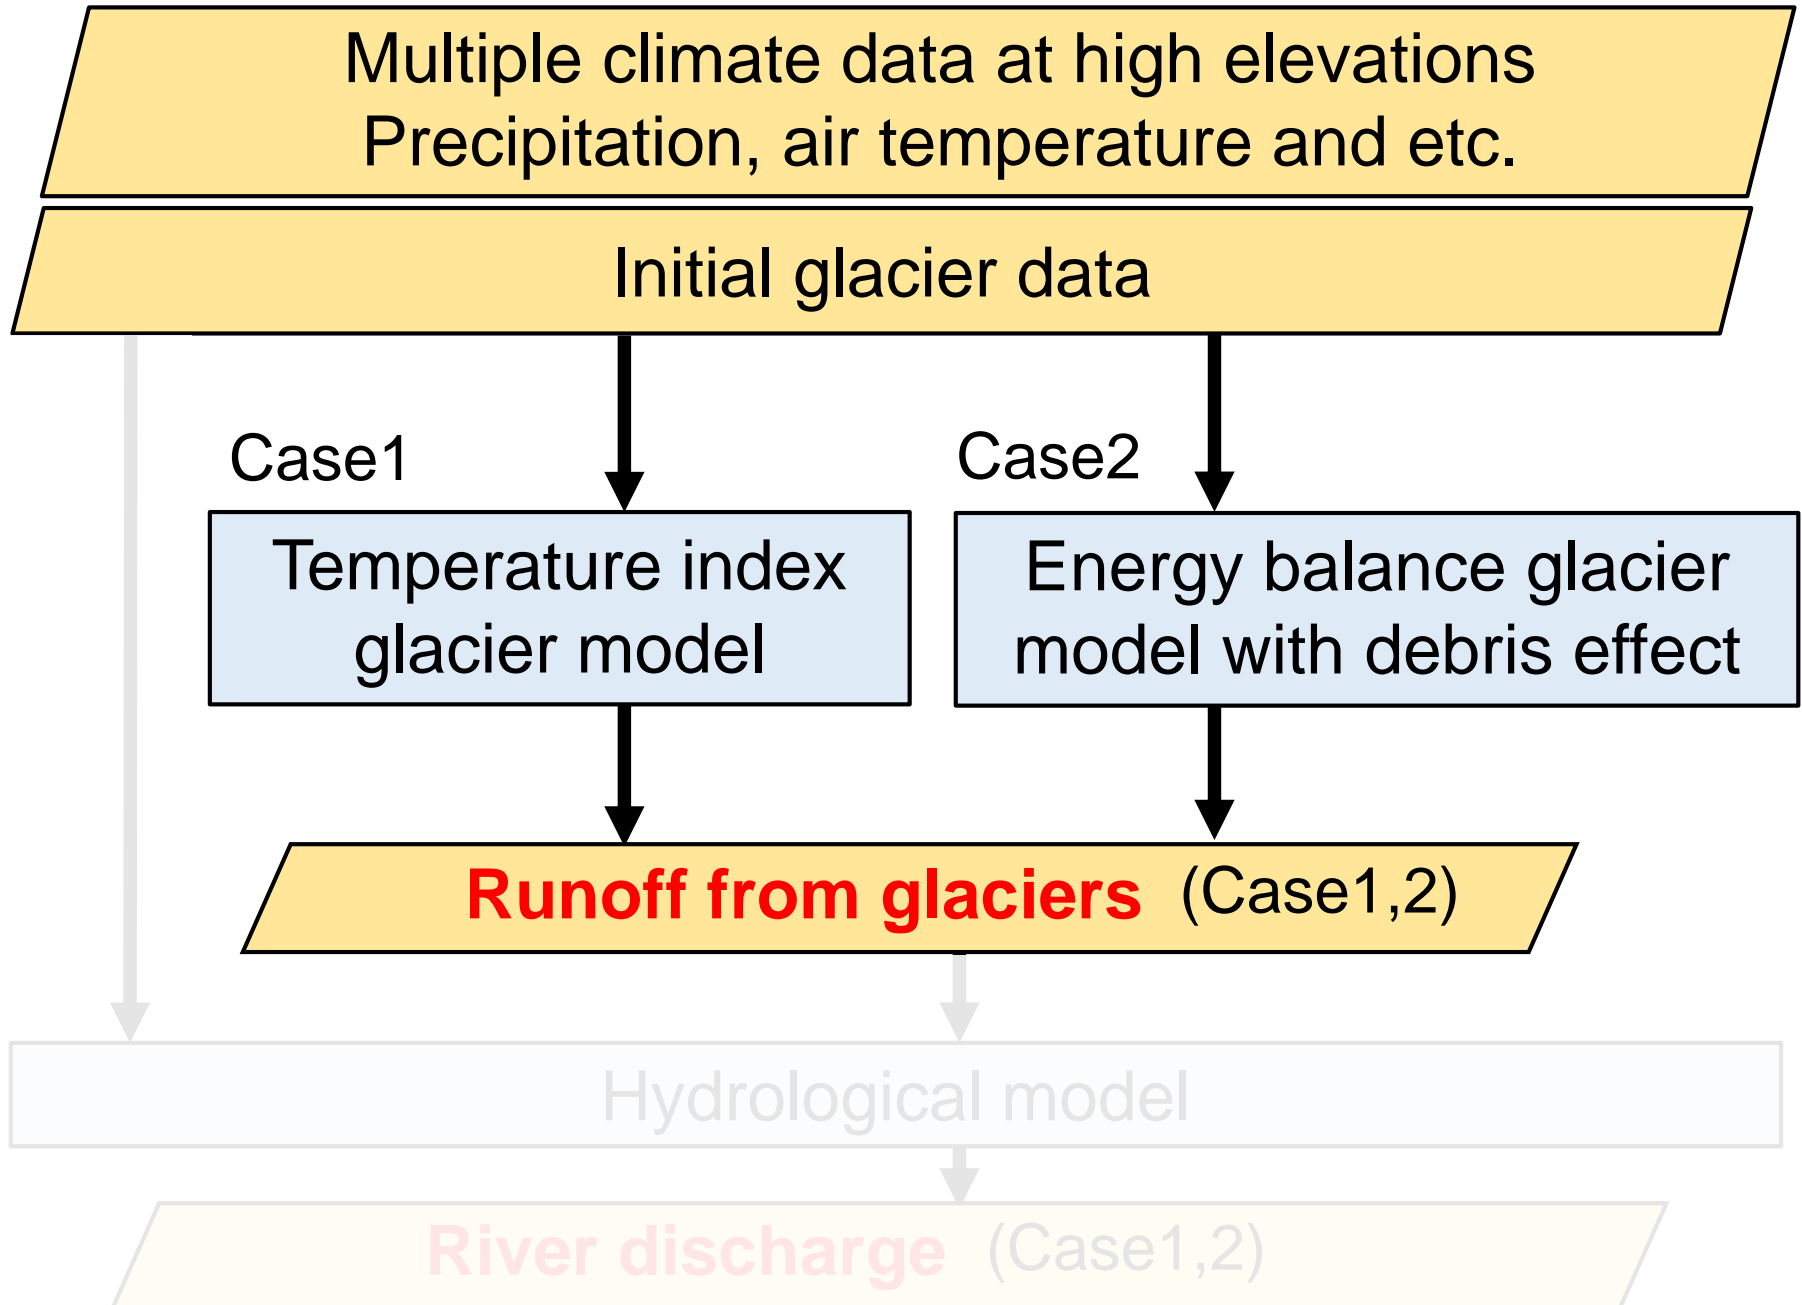 Multiple climate data at high elevations
Precipitation, air temperature and etc.
Initial glacier data
Case1
Case2
Temperature index
glacier model
Energy balance glacier
model with debris effect
Runoff from glaciers (Case1,2)
Hydrological model
River discharge (Case1,2)